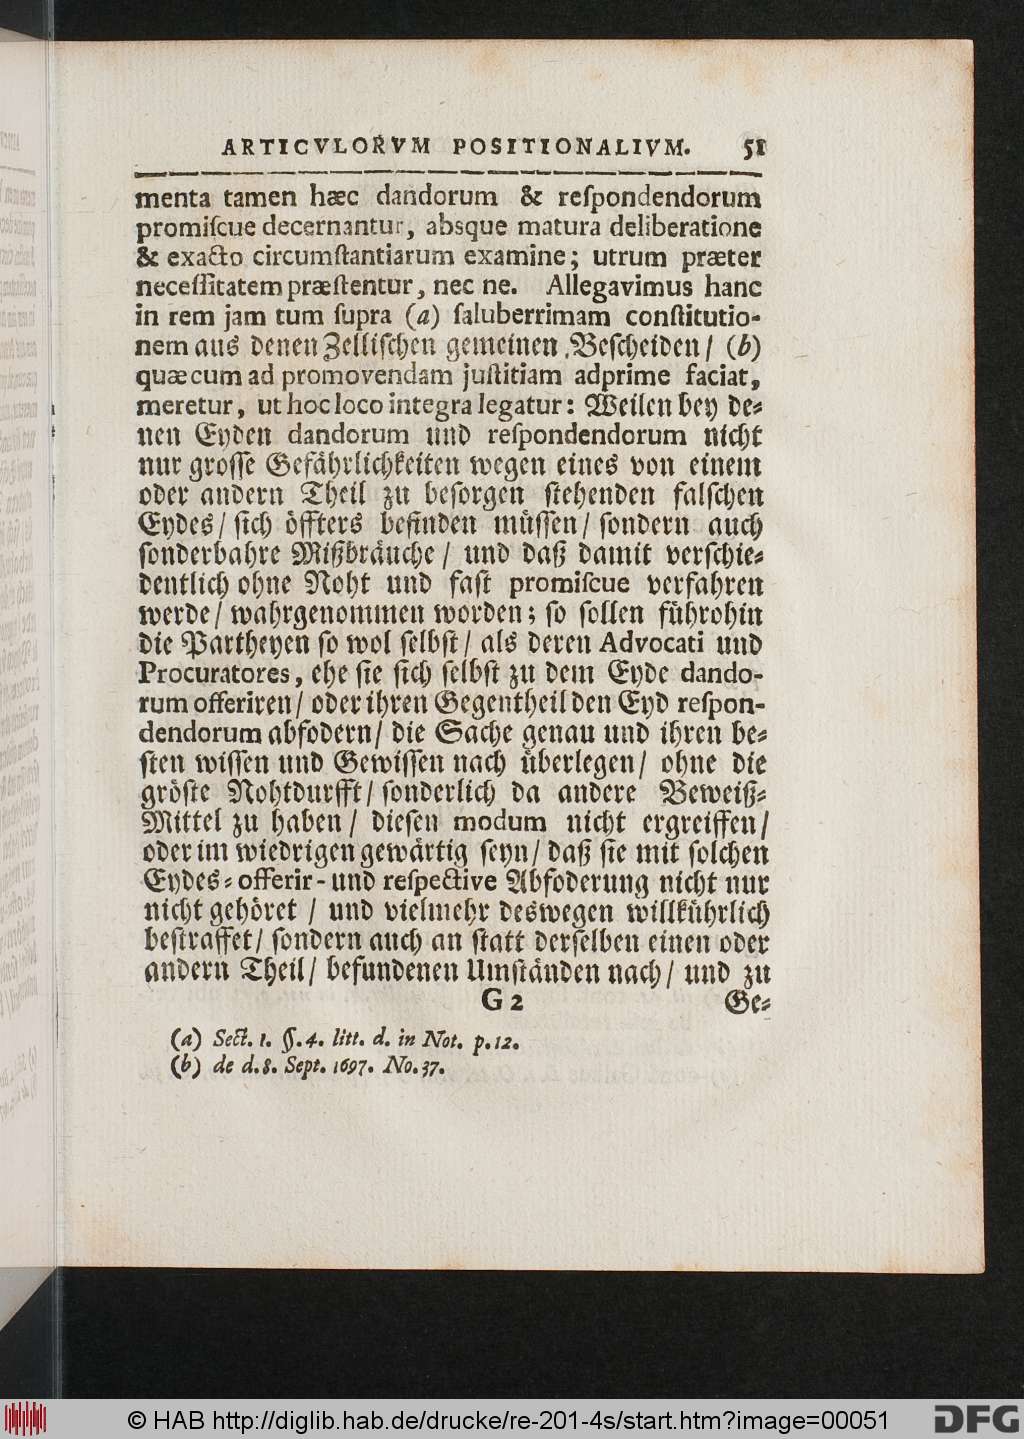 ARTICVLORVM POSITIONALIVM. 51
menta tamen hæc dandorum & reſpondendorum
promiſcue decernantur, absque matura deliberatione
& exacto circumſtantiarum examine; utrum præter
neceſſitatem præſtentur, nec ne. Allegavimus hanc
in rem jam tum ſupra (a) ſaluberrimam conſtitutio-
nem aus denen Zelliſchen gemeinen Beſcheiden/ (b)
quæ cum ad promovendam juſtitiam adprime faciat,
meretur, ut hoc loco integra legatur: Weilen bey de-
nen Eyden dandorum und reſpondendorum nicht
nur groſſe Gefährlichkeiten wegen eines von einem
oder andern Theil zu beſorgen ſtehenden falſchen
Eydes/ ſich öffters befinden müſſen/ ſondern auch
ſonderbahre Mißbräuche/ und daß damit verſchie-
dentlich ohne Noht und faſt promiſcue verfahren
werde/ wahrgenommen worden; ſo ſollen führohin
die Partheyen ſo wol ſelbſt/ als deren Advocati und
Procuratores, ehe ſie ſich ſelbſt zu dem Eyde dando-
rum offeriren/ oder ihren Gegentheil den Eyd reſpon-
dendorum abfodern/ die Sache genau und ihren be-
ſten wiſſen und Gewiſſen nach überlegen/ ohne die
gröſte Nohtdurfft/ ſonderlich da andere Beweiß-
Mittel zu haben/ dieſen modum nicht ergreiffen/
oder im wiedrigen gewärtig ſeyn/ daß ſie mit ſolchen
Eydes-offerir-und reſpective Abfoderung nicht nur
nicht gehöret/ und vielmehr deswegen willkührlich
beſtraffet/ ſondern auch an ſtatt derſelben einen oder
andern Theil/ befundenen Umſtänden nach/ und zu
G 2 Ge-
(a) Sect. 1. §. 4. litt. d. in Not. p. 12.
(b) de d. 8. Sept. 1697. No. 37.
© HAB http://diglib.hab.de/drucke/re-201-4s/start.htm?image=00051 DFG